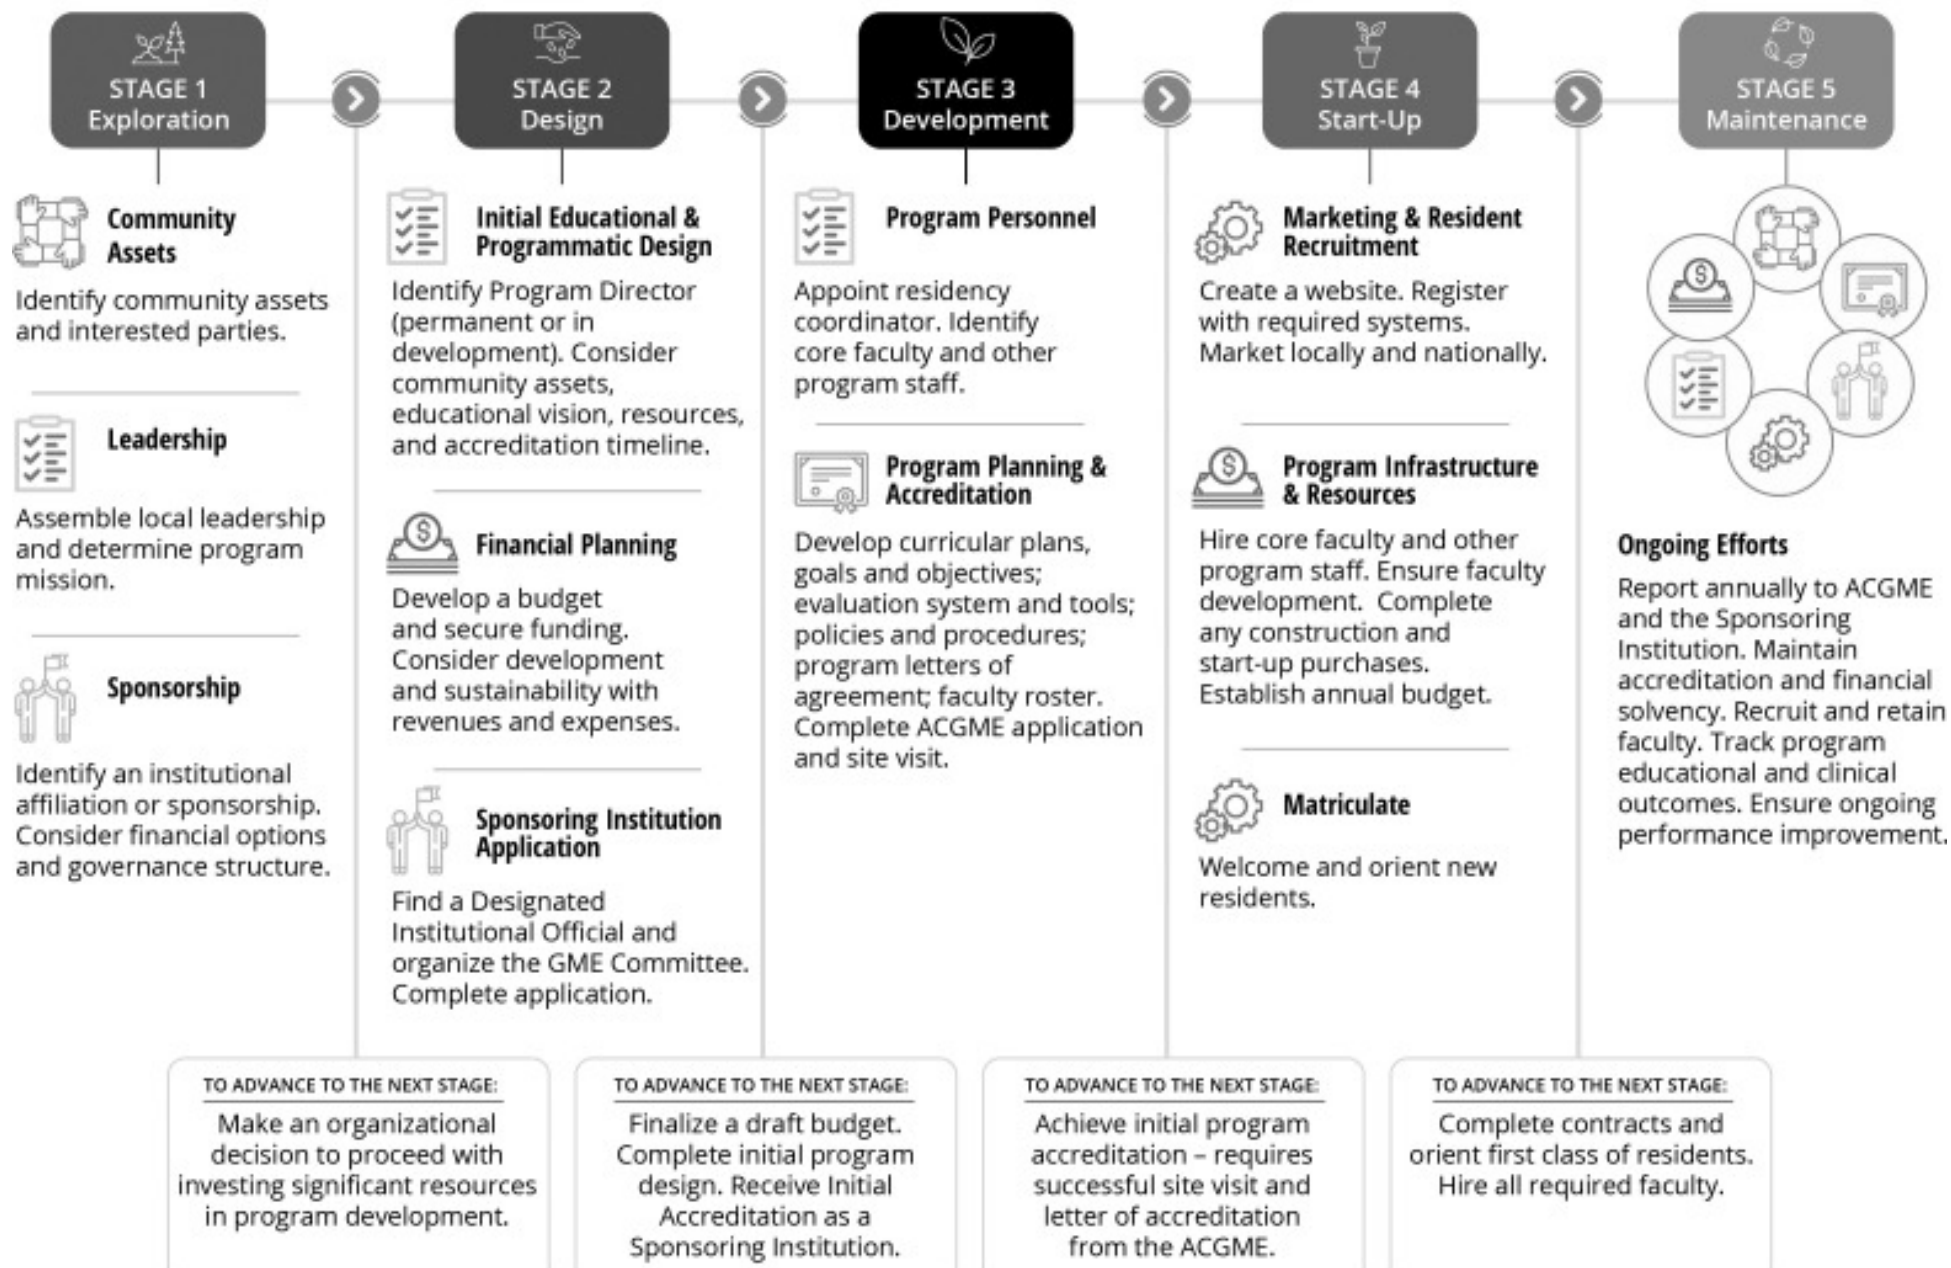 STAGE 1
Exploration
STAGE 2
Design
STAGE 3
Development
STAGE 4
Start-Up
STAGE 5
Maintenance
Community
Assets
Identify community assets
and interested parties.
Leadership
Assemble local leadership
and determine program
mission.
Sponsorship
Identify an institutional
affiliation or sponsorship.
Consider financial options
and governance structure.
Initial Educational &
Programmatic Design
Identify Program Director
(permanent or in
development). Consider
community assets,
educational vision, resources,
and accreditation timeline.
$
Financial Planning
Develop a budget
and secure funding.
Consider development
and sustainability with
revenues and expenses.
Sponsoring Institution
Application
Find a Designated
Institutional Official and
organize the GME Committee.
Complete application.
Program Personnel
Appoint residency
coordinator. Identify
core faculty and other
program staff.
Program Planning &
Accreditation
Develop curricular plans,
goals and objectives;
evaluation system and tools;
policies and procedures;
program letters of
agreement; faculty roster.
Complete ACGME application
and site visit.
Marketing & Resident
Recruitment
Create a website. Register
with required systems.
Market locally and nationally.
$
Program Infrastructure
& Resources
Hire core faculty and other
program staff. Ensure faculty
development.  Complete
any construction and
start-up purchases.
Establish annual budget.
Matriculate
Welcome and orient new
residents.
$
Ongoing Efforts
Report annually to ACGME
and the Sponsoring
Institution. Maintain
accreditation and financial
solvency. Recruit and retain
faculty. Track program
educational and clinical
outcomes. Ensure ongoing
performance improvement.
TO ADVANCE TO THE NEXT STAGE:
Make an organizational
decision to proceed with
investing significant resources
in program development.
TO ADVANCE TO THE NEXT STAGE:
Finalize a draft budget.
Complete initial program
design. Receive Initial
Accreditation as a
Sponsoring Institution.
TO ADVANCE TO THE NEXT STAGE:
Achieve initial program
accreditation – requires
successful site visit and
letter of accreditation
from the ACGME.
TO ADVANCE TO THE NEXT STAGE:
Complete contracts and
orient first class of residents.
Hire all required faculty.